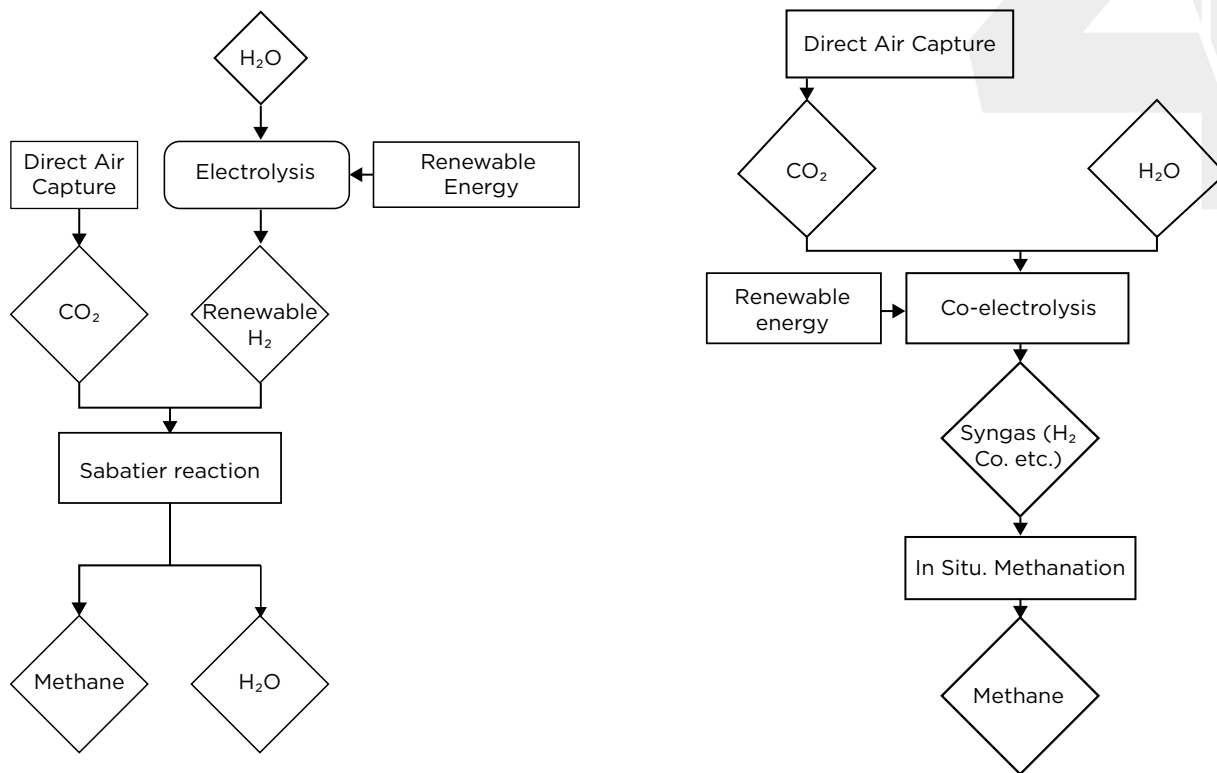 H₂O
Direct Air
Capture
Electrolysis
Renewable
Energy
CO₂
Renewable
H₂
Sabatier reaction
Methane
H₂O
Direct Air Capture
CO₂
H₂O
Renewable
energy
Co-electrolysis
Syngas (H₂
Co. etc.)
In Situ. Methanation
Methane